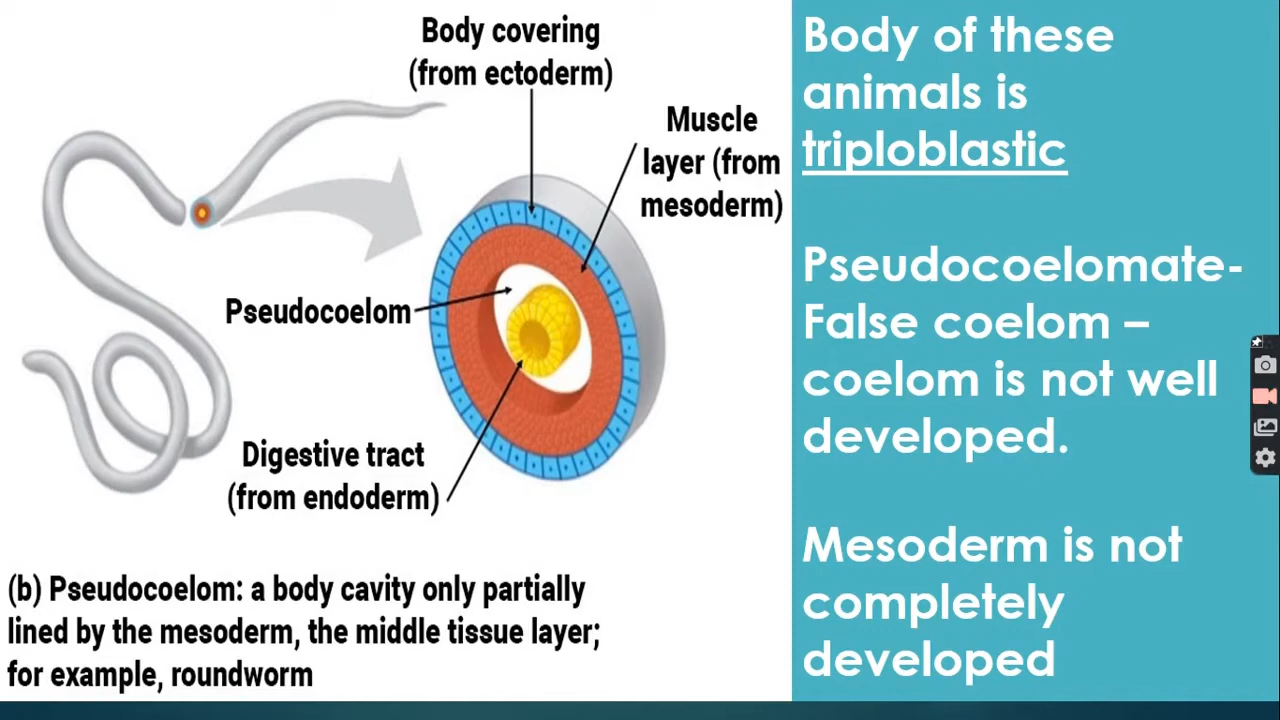 Body covering
(from ectoderm)
Muscle
layer (from
mesoderm)
Pseudocoelom
Digestive tract
(from endoderm)
(b) Pseudocoelom: a body cavity only partially
lined by the mesoderm, the middle tissue layer;
for example, roundworm
Body of these
animals is
triploblastic
Pseudocoelomate-
False coelom –
coelom is not well
developed.
Mesoderm is not
completely
developed